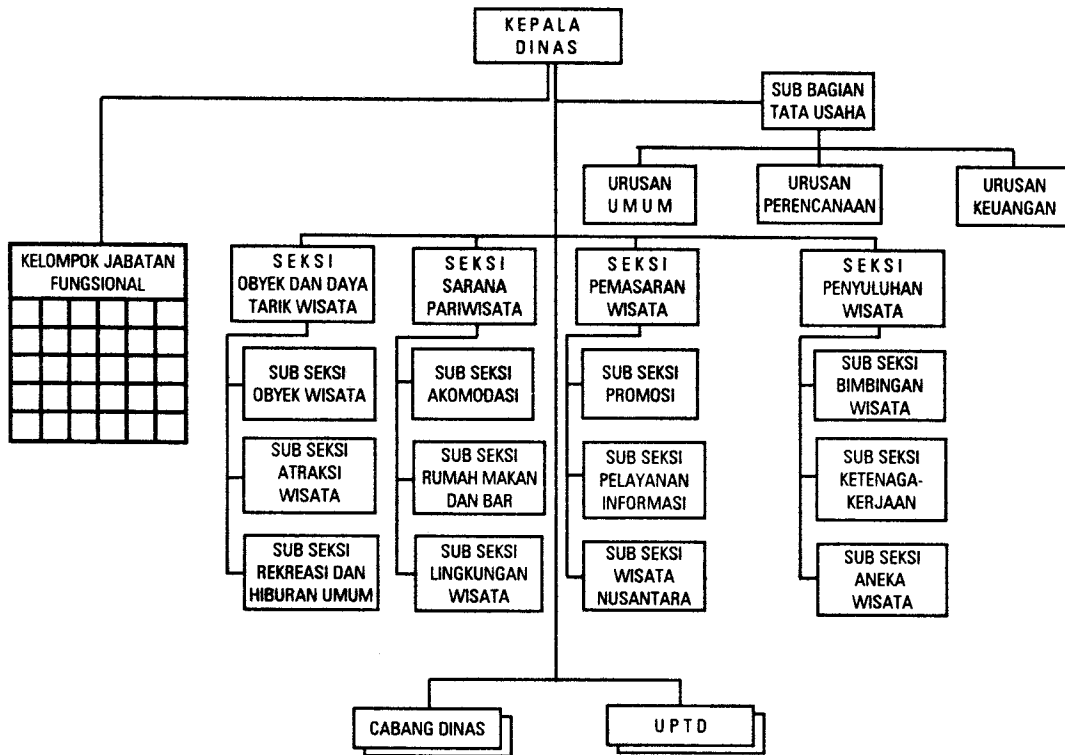 KEPALA
DINAS
SUB BAGIAN
TATA USAHA
URUSAN
UMUM
URUSAN
PERENCANAAN
URUSAN
KEUANGAN
KELOMPOK JABATAN
FUNGSIONAL
SEKSI
OBYEK DAN DAYA
TARIK WISATA
SEKSI
SARANA
PARIWISATA
SEKSI
PEMASARAN
WISATA
SEKSI
PENYULUHAN
WISATA
SUB SEKSI
OBYEK WISATA
SUB SEKSI
AKOMODASI
SUB SEKSI
PROMOSI
SUB SEKSI
BIMBINGAN
WISATA
SUB SEKSI
ATRAKSI
WISATA
SUB SEKSI
RUMAH MAKAN
DAN BAR
SUB SEKSI
PELAYANAN
INFORMASI
SUB SEKSI
KETENAGA-
KERJAAN
SUB SEKSI
REKREASI DAN
HIBURAN UMUM
SUB SEKSI
LINGKUNGAN
WISATA
SUB SEKSI
WISATA
NUSANTARA
SUB SEKSI
ANEKA
WISATA
CABANG DINAS
UPTD